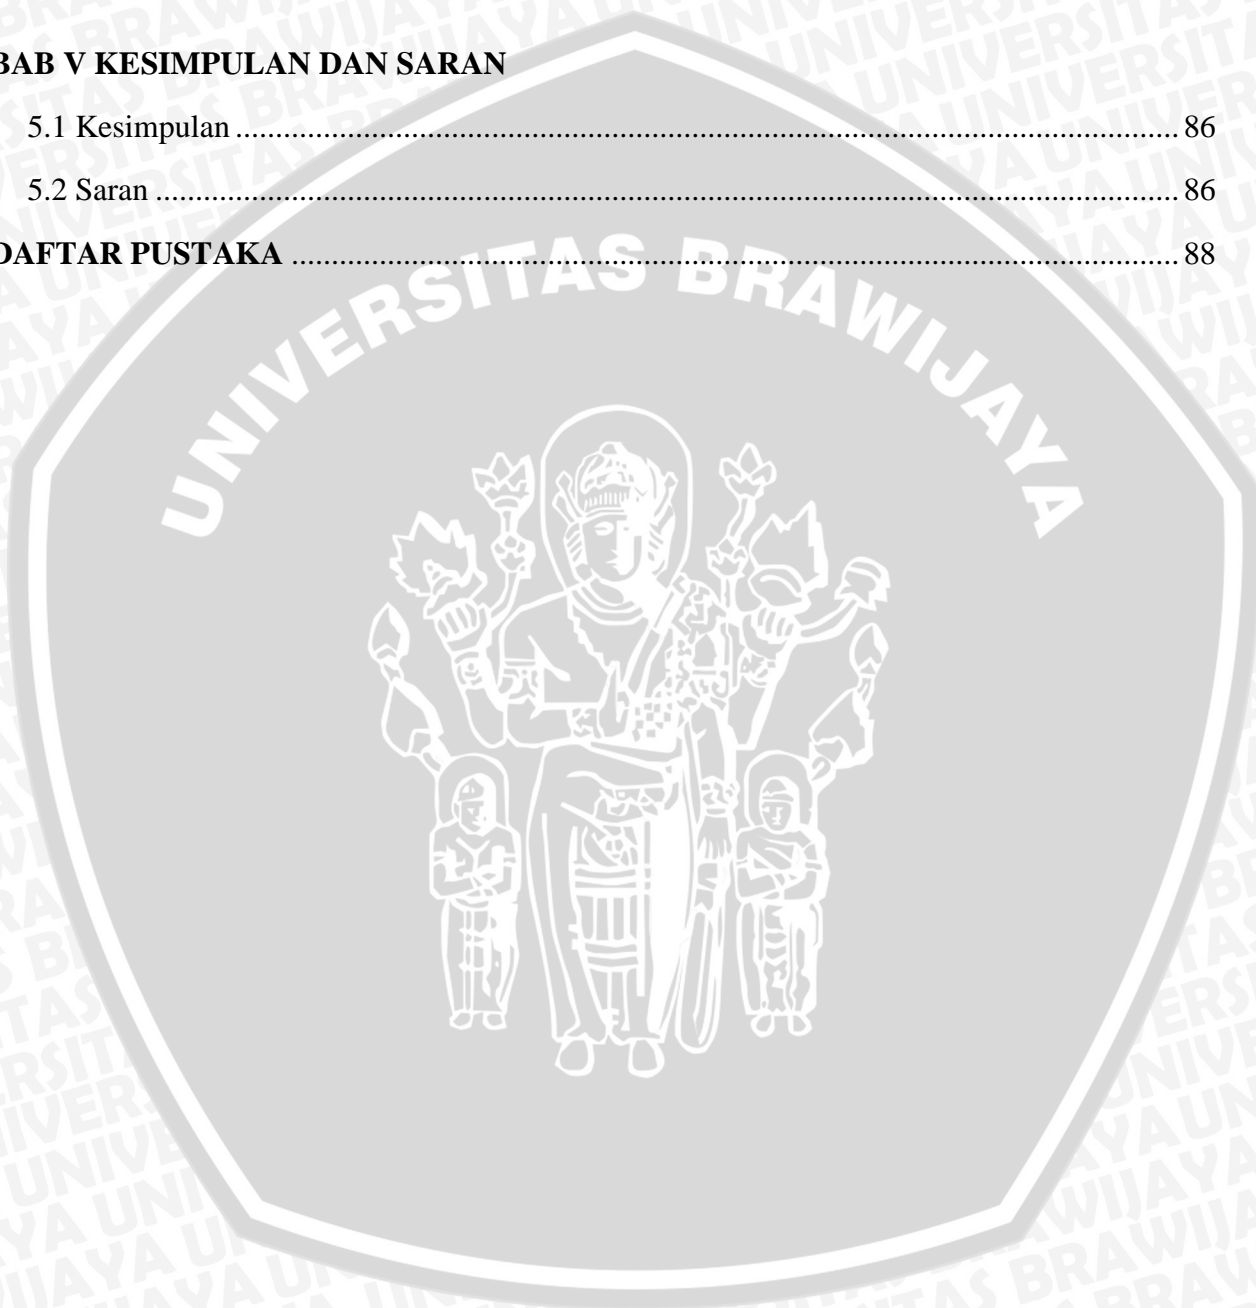 BAB V KESIMPULAN DAN SARAN
5.1 Kesimpulan ........................................................................................................................ 86
5.2 Saran .................................................................................................................................. 86
DAFTAR PUSTAKA ................................................................................................................ 88
UNIVERSITAS BRAWIJAYA